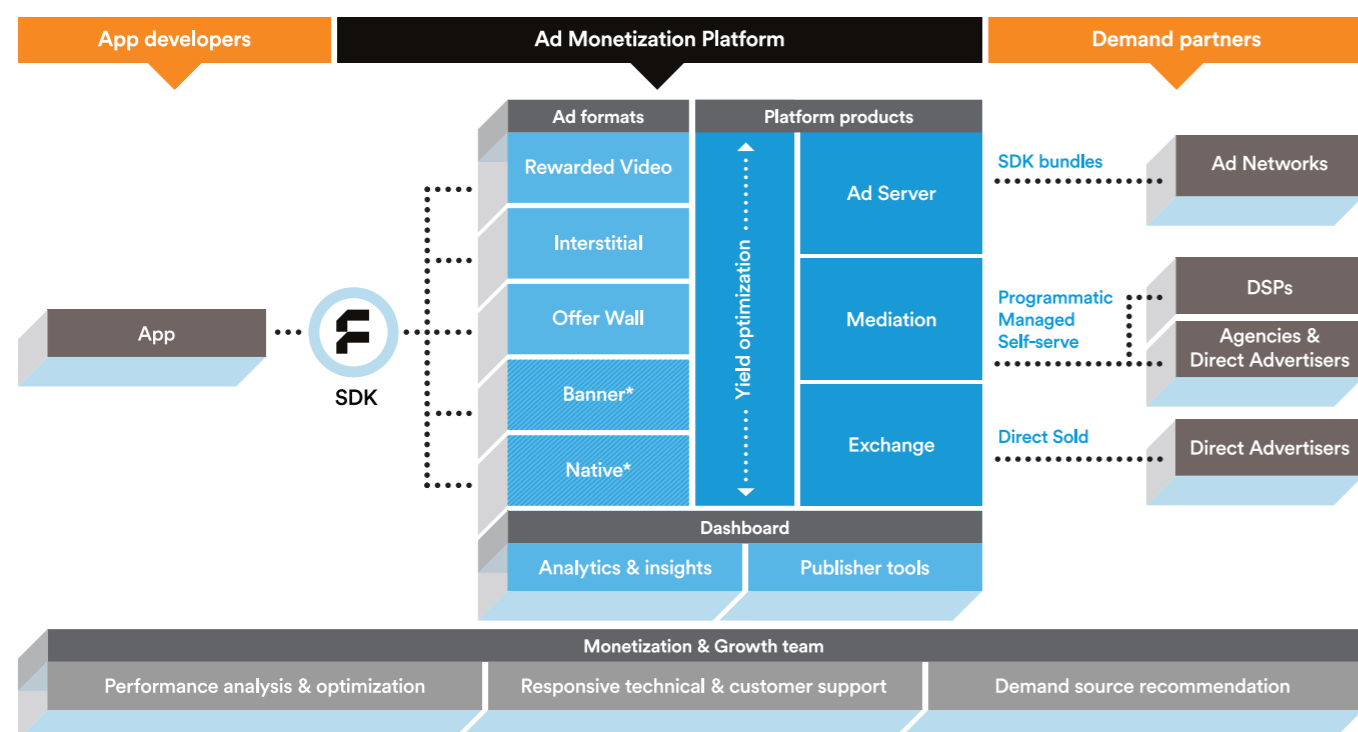 App developers
Ad Monetization Platform
Demand partners
Ad formats
Platform products
Rewarded Video
Interstitial
Offer Wall
Banner*
Native*
Yield optimization
Ad Server
Mediation
Exchange
App
F
SDK
SDK bundles
Ad Networks
Programmatic
Managed
Self-serve
DSPs
Agencies &
Direct Advertisers
Direct Sold
Direct Advertisers
Dashboard
Analytics & insights
Publisher tools
Monetization & Growth team
Performance analysis & optimization
Responsive technical & customer support
Demand source recommendation